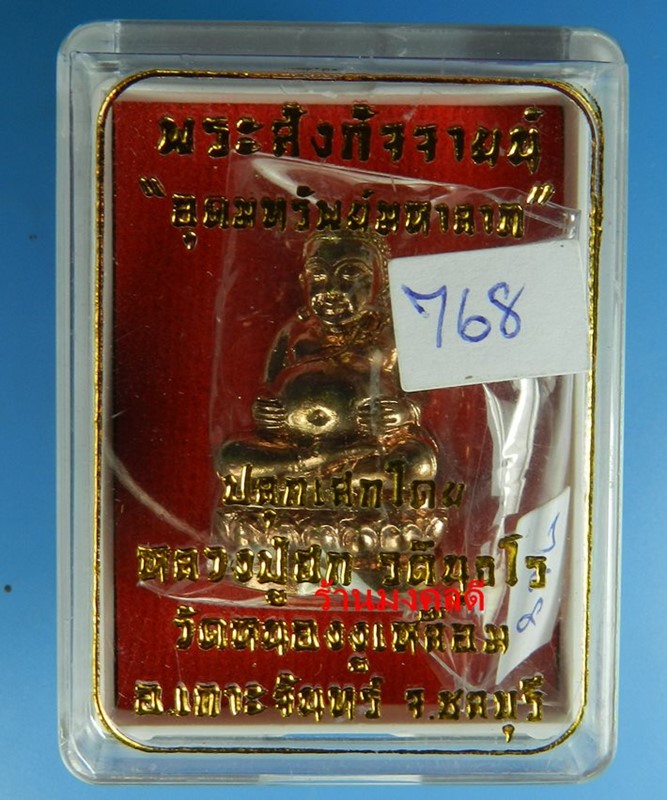 พระสังกัจจายน์
"อุดมทรัพย์มหาลาภ"
768
ปลุกเสกโดย
หลวงปู่ฮก รตินฺธโร
ร้านมงคลดี
วัดหนองงูเหลือม
อ.เกาะจันทร์ จ.ชลบุรี